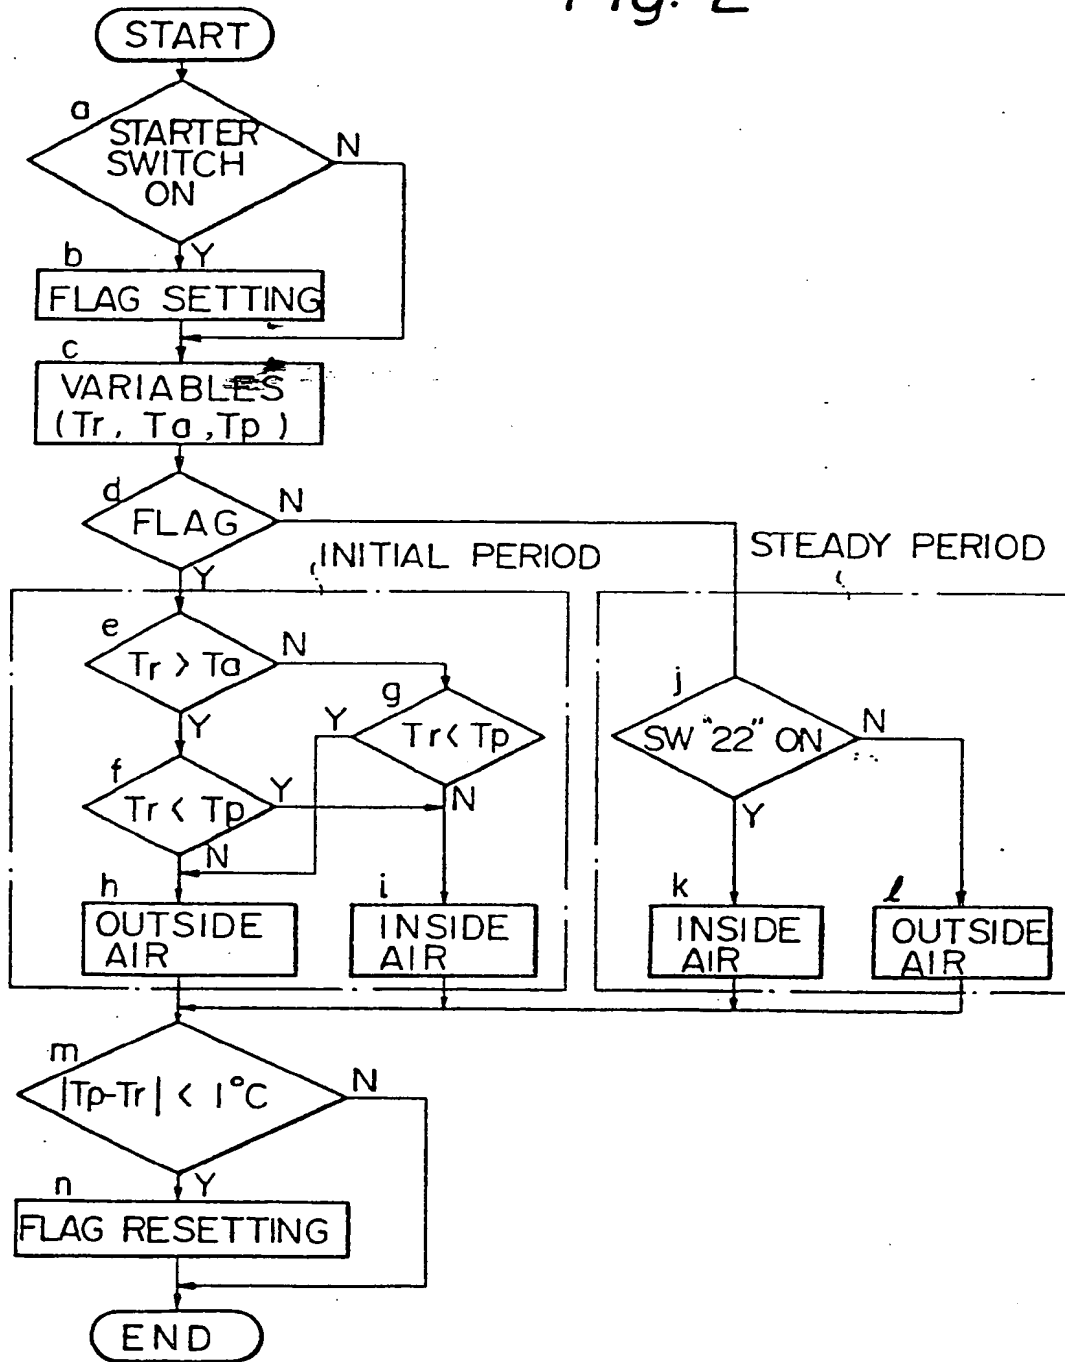 Fig. 2
START
a
STARTER
SWITCH
ON
N
Y
b
FLAG SETTING
c
VARIABLES
(Tr, Ta, Tp)
d
FLAG
N
Y
INITIAL PERIOD
STEADY PERIOD
e
Tr > Ta
N
Y
g
Tr < Tp
Y
N
f
Tr < Tp
Y
N
j
SW "22" ON
N
Y
h
OUTSIDE
AIR
i
INSIDE
AIR
k
INSIDE
AIR
l
OUTSIDE
AIR
m
|Tp-Tr| < 1°C
N
Y
n
FLAG RESETTING
END